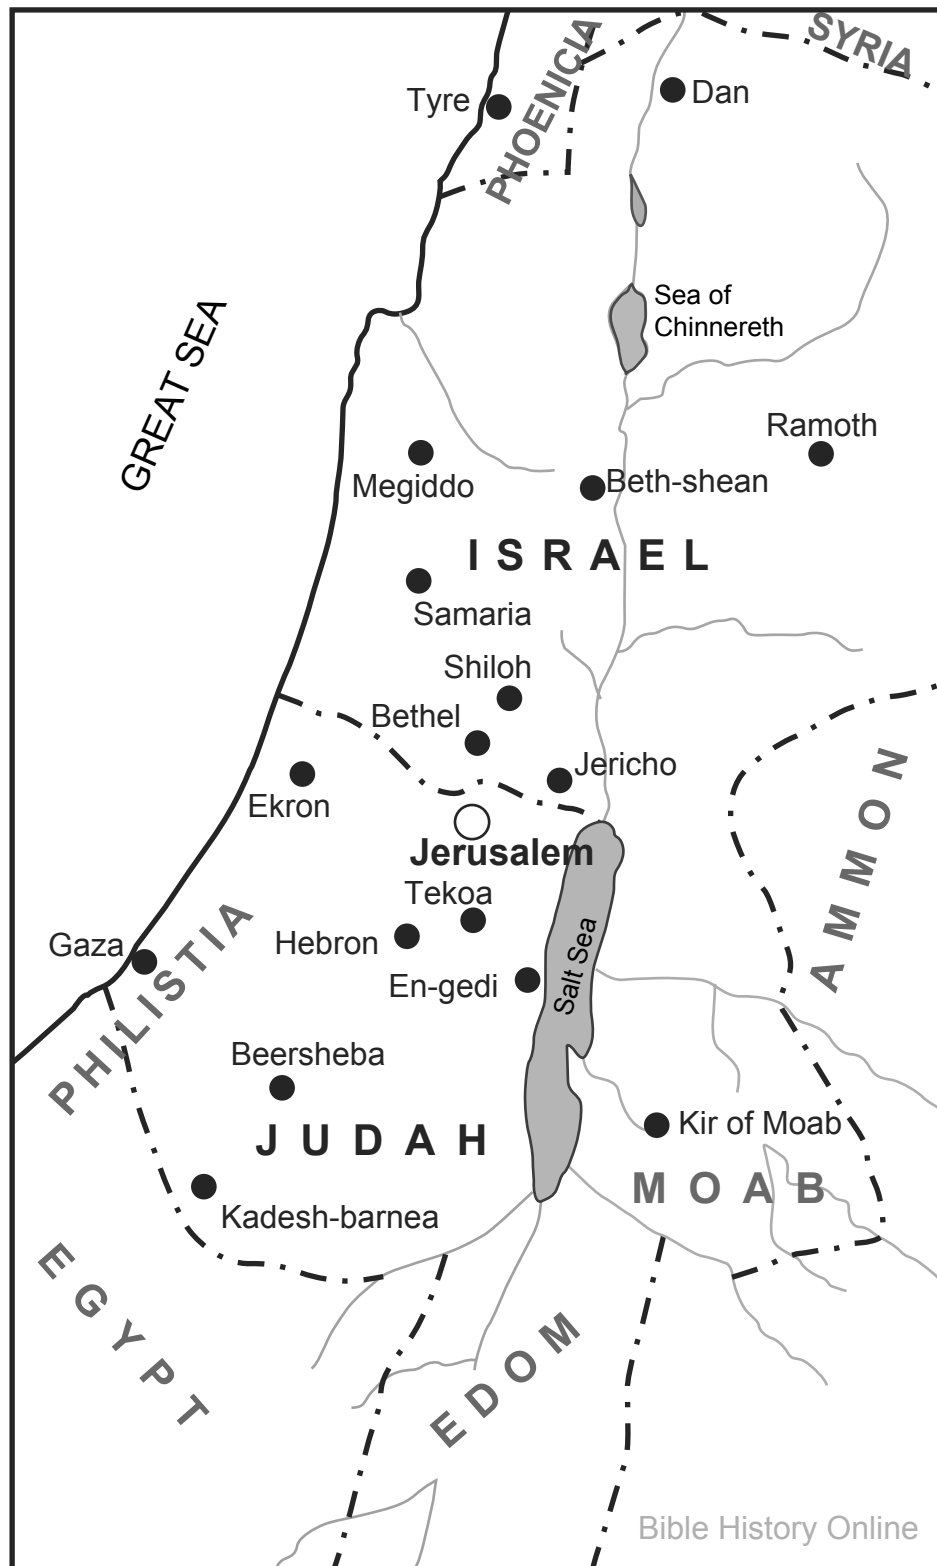 SYRIA
PHOENICIA
Tyre
Dan
Sea of
Chinnereth
GREAT SEA
Ramoth
Megiddo
Beth-shean
ISRAEL
Samaria
Shiloh
Bethel
Jericho
Ekron
AMMON
Jerusalem
Tekoa
Gaza
Hebron
PHILISTIA
En-gedi
Salt Sea
Beersheba
Kir of Moab
JUDAH
MOAB
Kadesh-barnea
EGYPT
EDOM
Bible History Online